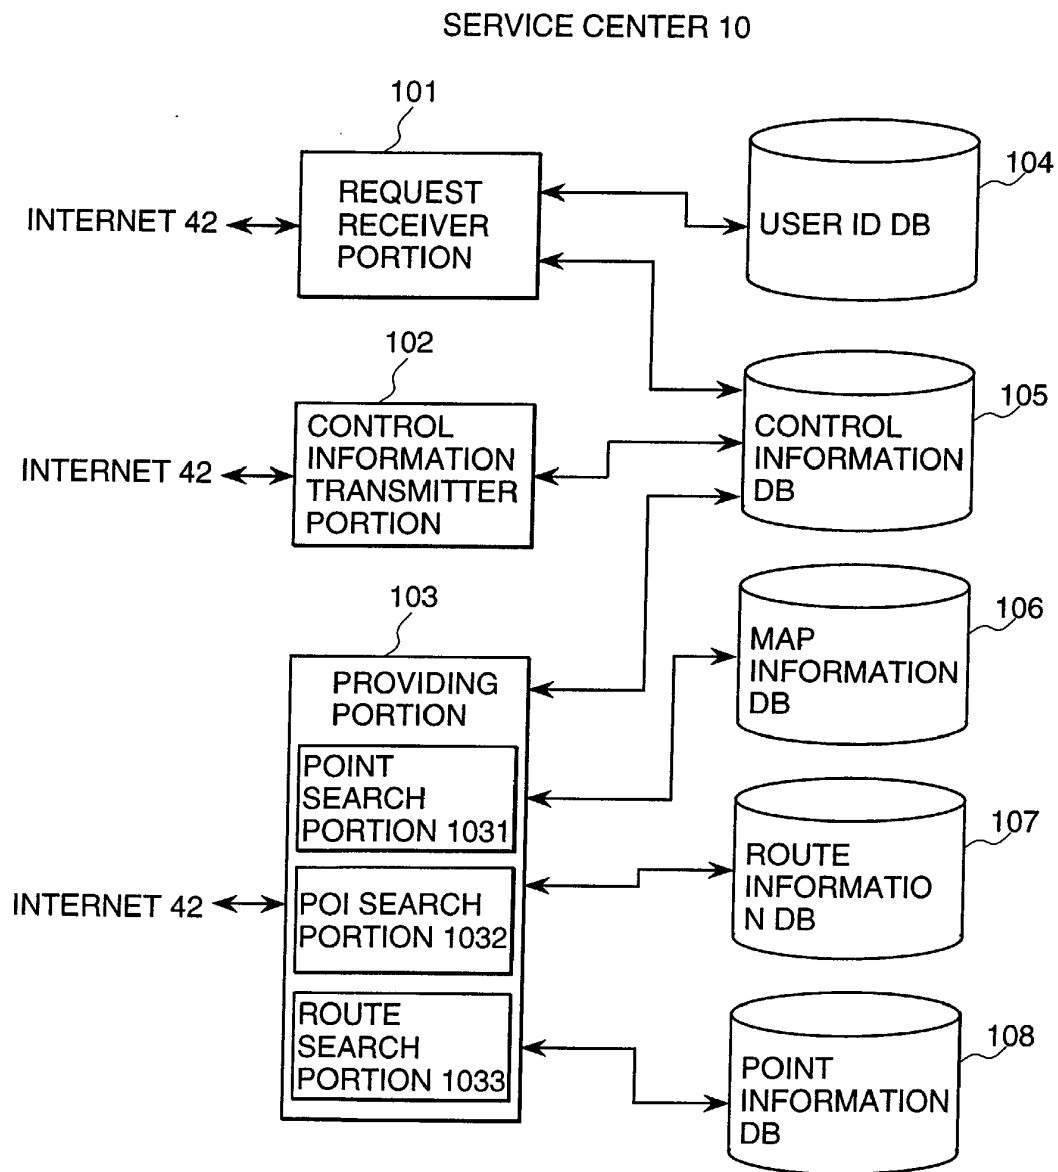 SERVICE CENTER 10
101
REQUEST
RECEIVER
PORTION
INTERNET 42
104
USER ID DB
102
CONTROL
INFORMATION
TRANSMITTER
PORTION
INTERNET 42
105
CONTROL
INFORMATION
DB
103
PROVIDING
PORTION
106
MAP
INFORMATION
DB
POINT
SEARCH
PORTION 1031
107
ROUTE
INFORMATIO
N DB
INTERNET 42
POI SEARCH
PORTION 1032
ROUTE
SEARCH
PORTION 1033
108
POINT
INFORMATION
DB